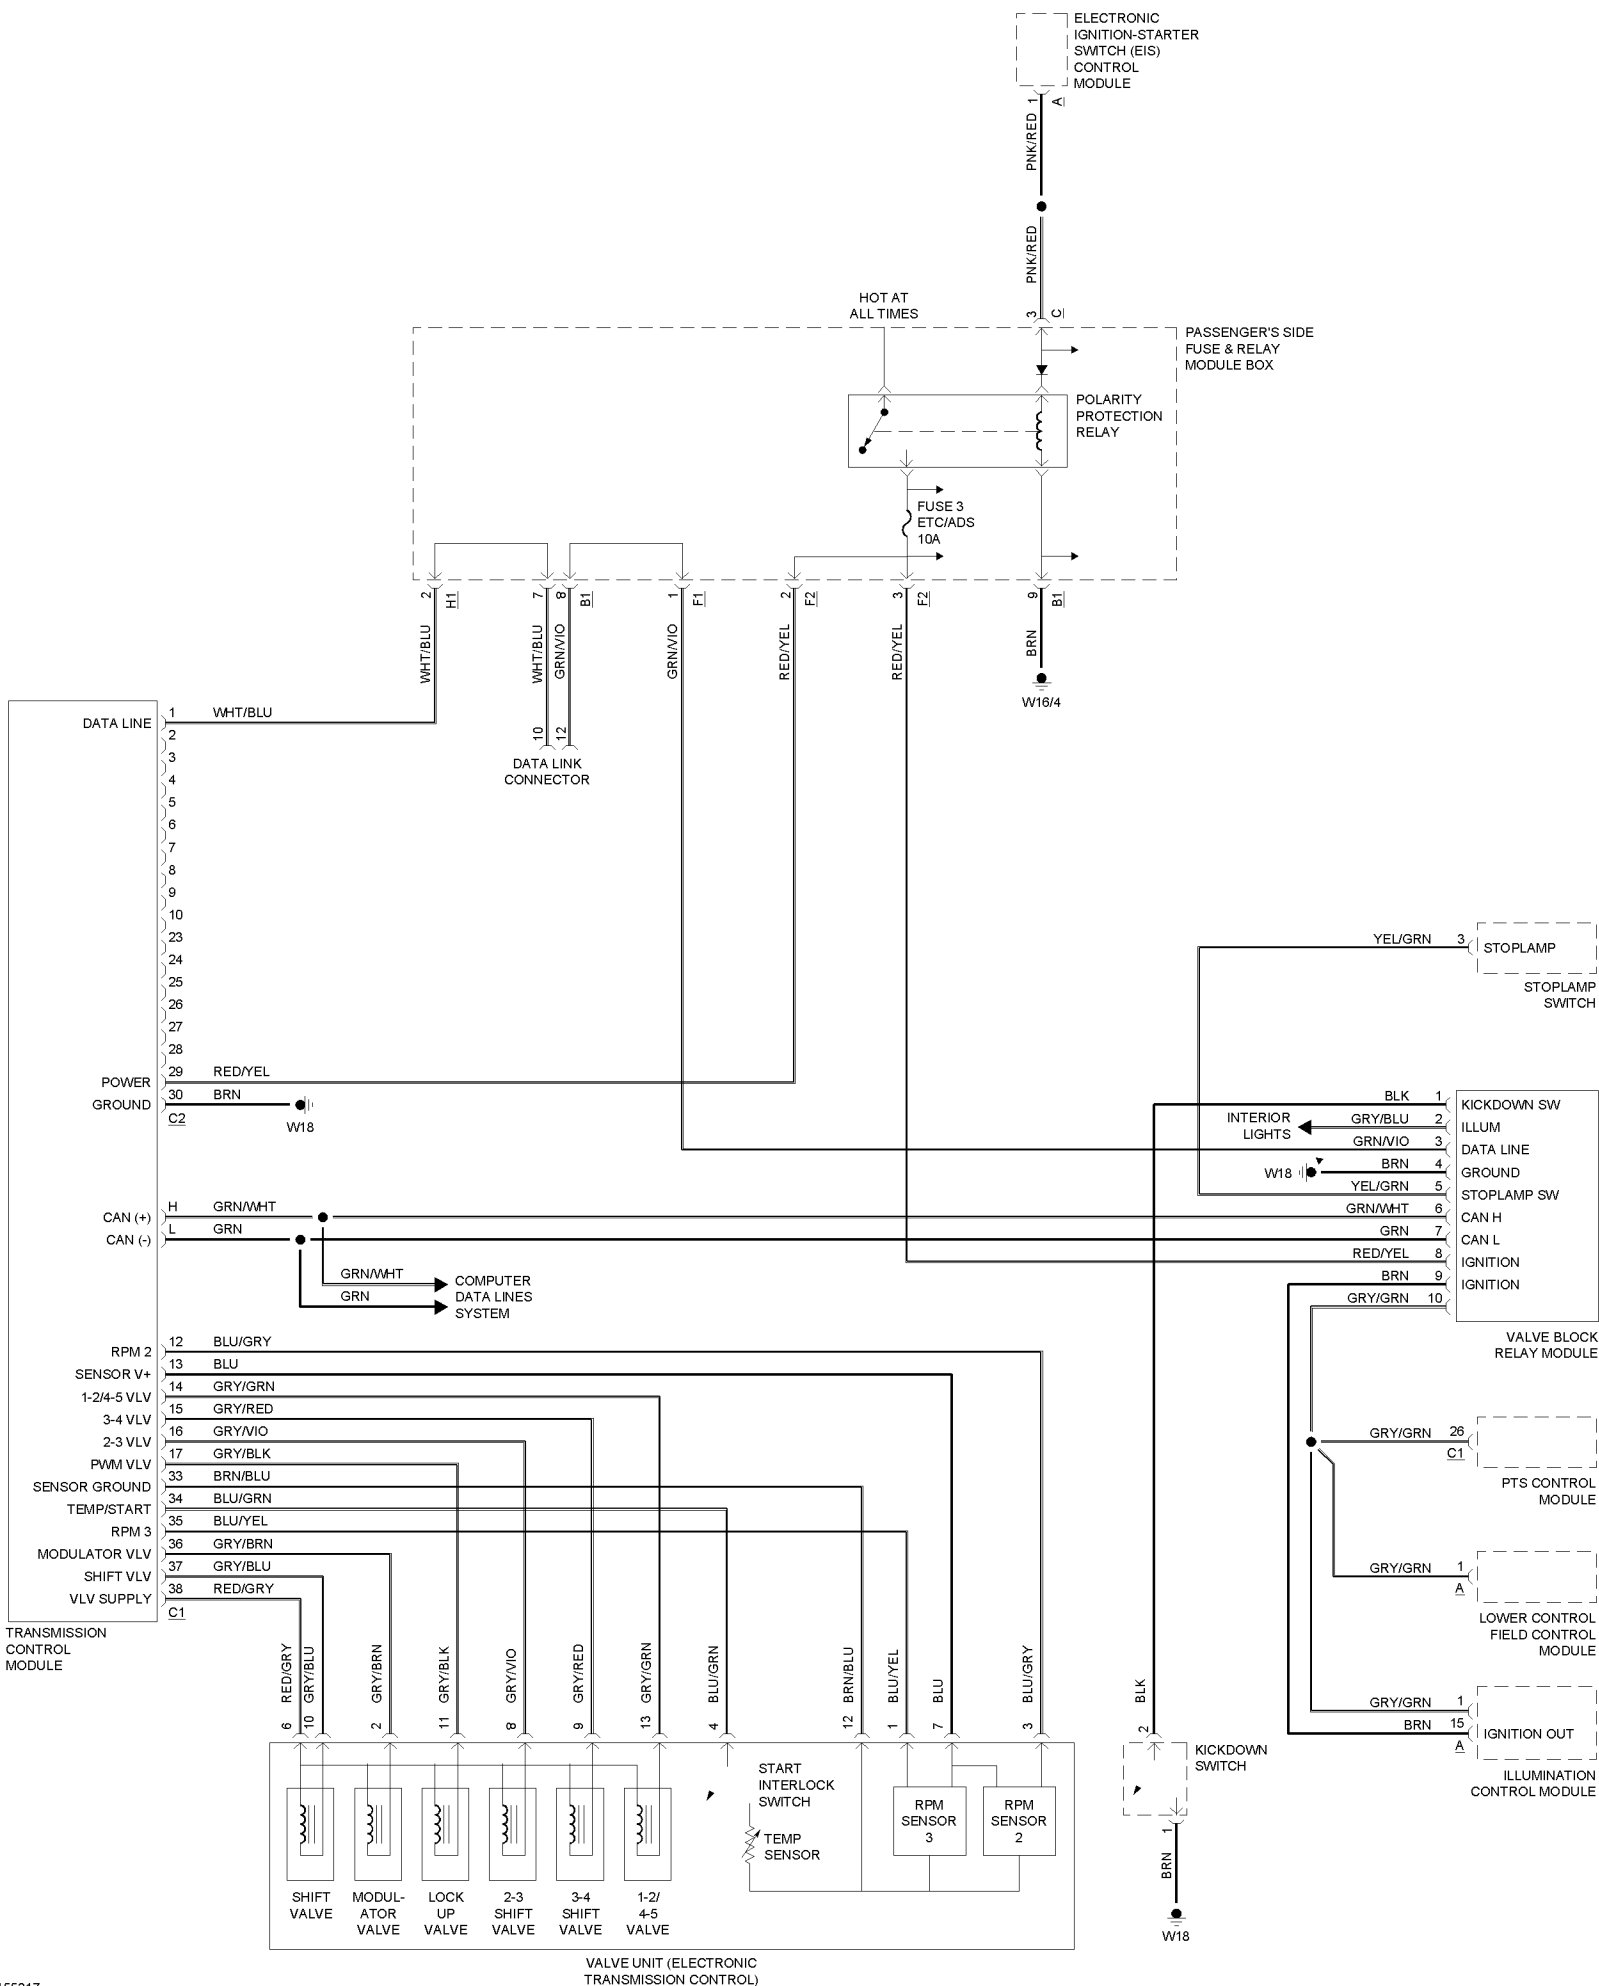 ELECTRONIC
IGNITION-STARTER
SWITCH (EIS)
CONTROL
MODULE
1
A
PNK/RED
PNK/RED
3
C
HOT AT
ALL TIMES
PASSENGER'S SIDE
FUSE & RELAY
MODULE BOX
POLARITY
PROTECTION
RELAY
FUSE 3
ETC/ADS
10A
2
H1
7
8
B1
1
F1
2
F2
3
F2
9
B1
WHT/BLU
WHT/BLU
GRN/VIO
GRN/VIO
RED/YEL
RED/YEL
BRN
W16/4
10
12
DATA LINK
CONNECTOR
DATA LINE
1
WHT/BLU
2
3
4
5
6
7
8
9
10
23
24
25
26
27
28
POWER
29
RED/YEL
GROUND
30
BRN
C2
W18
CAN (+)
H
GRN/WHT
CAN (-)
L
GRN
GRN/WHT
GRN
COMPUTER
DATA LINES
SYSTEM
RPM 2
12
BLU/GRY
SENSOR V+
13
BLU
1-2/4-5 VLV
14
GRY/GRN
3-4 VLV
15
GRY/RED
2-3 VLV
16
GRY/VIO
PWM VLV
17
GRY/BLK
SENSOR GROUND
33
BRN/BLU
TEMP/START
34
BLU/GRN
RPM 3
35
BLU/YEL
MODULATOR VLV
36
GRY/BRN
SHIFT VLV
37
GRY/BLU
VLV SUPPLY
38
RED/GRY
C1
TRANSMISSION
CONTROL
MODULE
YEL/GRN
3
STOPLAMP
STOPLAMP
SWITCH
BLK
1
KICKDOWN SW
INTERIOR
LIGHTS
GRY/BLU
2
ILLUM
GRN/VIO
3
DATA LINE
W18
BRN
4
GROUND
YEL/GRN
5
STOPLAMP SW
GRN/WHT
6
CAN H
GRN
7
CAN L
RED/YEL
8
IGNITION
BRN
9
IGNITION
GRY/GRN
10
VALVE BLOCK
RELAY MODULE
GRY/GRN
26
C1
PTS CONTROL
MODULE
GRY/GRN
1
A
LOWER CONTROL
FIELD CONTROL
MODULE
GRY/GRN
1
BRN
15
A
IGNITION OUT
ILLUMINATION
CONTROL MODULE
RED/GRY
GRY/BLU
GRY/BRN
GRY/BLK
GRY/VIO
GRY/RED
GRY/GRN
BLU/GRN
BRN/BLU
BLU/YEL
BLU
BLU/GRY
BLK
6
10
2
11
8
9
13
4
12
1
7
3
2
START
INTERLOCK
SWITCH
TEMP
SENSOR
RPM
SENSOR
3
RPM
SENSOR
2
KICKDOWN
SWITCH
1
BRN
W18
SHIFT
VALVE
MODUL-
ATOR
VALVE
LOCK
UP
VALVE
2-3
SHIFT
VALVE
3-4
SHIFT
VALVE
1-2/
4-5
VALVE
VALVE UNIT (ELECTRONIC
TRANSMISSION CONTROL)